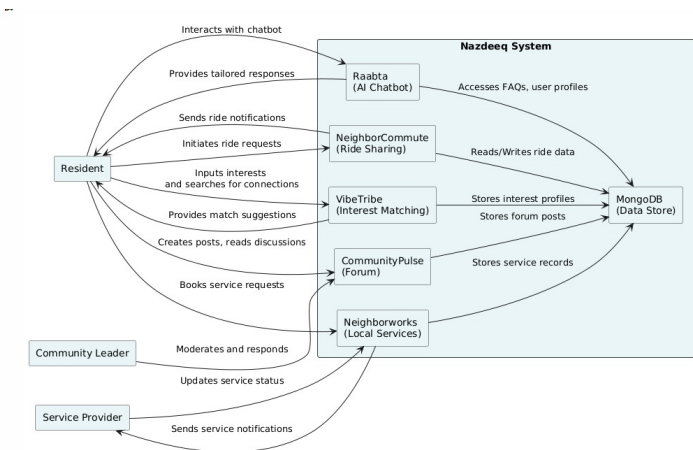 Interacts with chatbot
Nazdeeq System
Provides tailored responses
Raabta
(AI Chatbot)
Accesses FAQs, user profiles
Sends ride notifications
Initiates ride requests
NeighborCommute
(Ride Sharing)
Reads/Writes ride data
Resident
Inputs interests
and searches for connections
VibeTribe
(Interest Matching)
Stores interest profiles
MongoDB
(Data Store)
Provides match suggestions
Stores forum posts
Creates posts, reads discussions
CommunityPulse
(Forum)
Stores service records
Books service requests
Neighborworks
(Local Services)
Community Leader
Moderates and responds
Updates service status
Service Provider
Sends service notifications